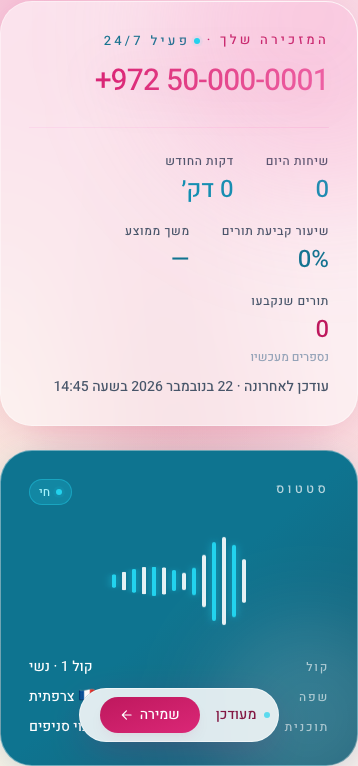 המזכירה שלך · פעיל 24/7
+972 50-000-0001
שיחות היום
0
דקות החודש
0 דק׳
שיעור קביעת תורים
0%
משך ממוצע
—
תורים שנקבעו
0
נספרים מעכשיו
עודכן לאחרונה · 22 בנובמבר 2026 בשעה 14:45
סטטוס
חי
קול
קול 1 · נשי
שפה
צרפתית
תוכנית
סניפים
מעודכן
שמירה ←